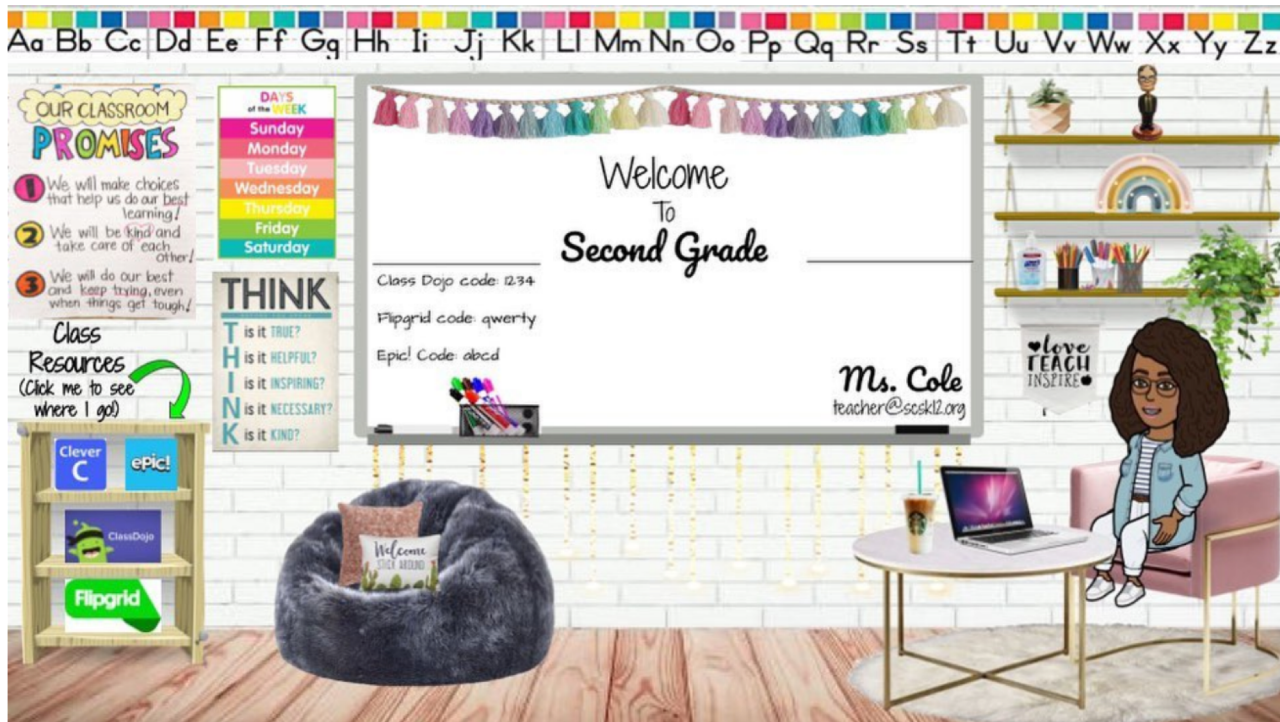 Aa Bb Cc Dd Ee Ff Gg Hh Ii Jj Kk Ll Mm Nn Oo Pp Qq Rr Ss Tt Uu Vv Ww Xx Yy Zz
OUR CLASSROOM
PROMISES
1 We will make choices
that help us do our best
learning!
2 We will be kind and
take care of each
other!
3 We will do our best
and keep trying, even
when things get tough!
DAYS
of the WEEK
Sunday
Monday
Tuesday
Wednesday
Thursday
Friday
Saturday
THINK
T is it TRUE?
H is it HELPFUL?
I is it INSPIRING?
N is it NECESSARY?
K is it KIND?
Class
Resources
(Click me to see
where I go!)
Clever
C
epic!
ClassDojo
Flipgrid
Welcome
To
Second Grade
Class Dojo code: 1234
Flipgrid code: qwerty
Epic! Code: abcd
Ms. Cole
teacher@scsk12.org
Welcome
STICK AROUND
love
TEACH
INSPIRE